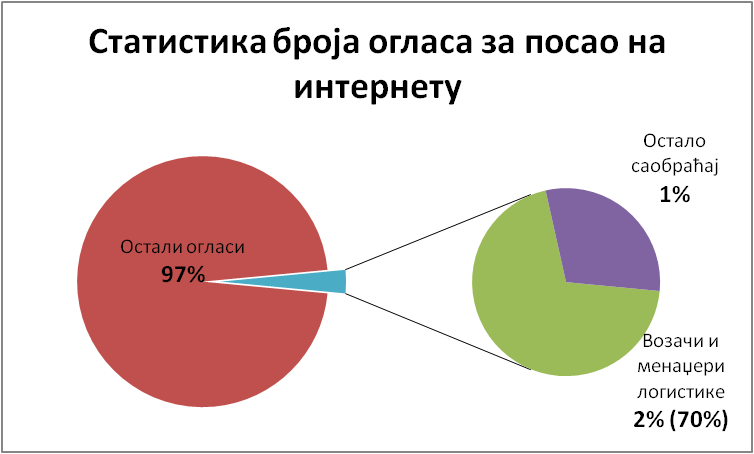 Статистика броја огласа за посао на
интернету
Остали огласи
97%
Остало
саобраћај
1%
Возачи и
менаџери
логистике
2% (70%)